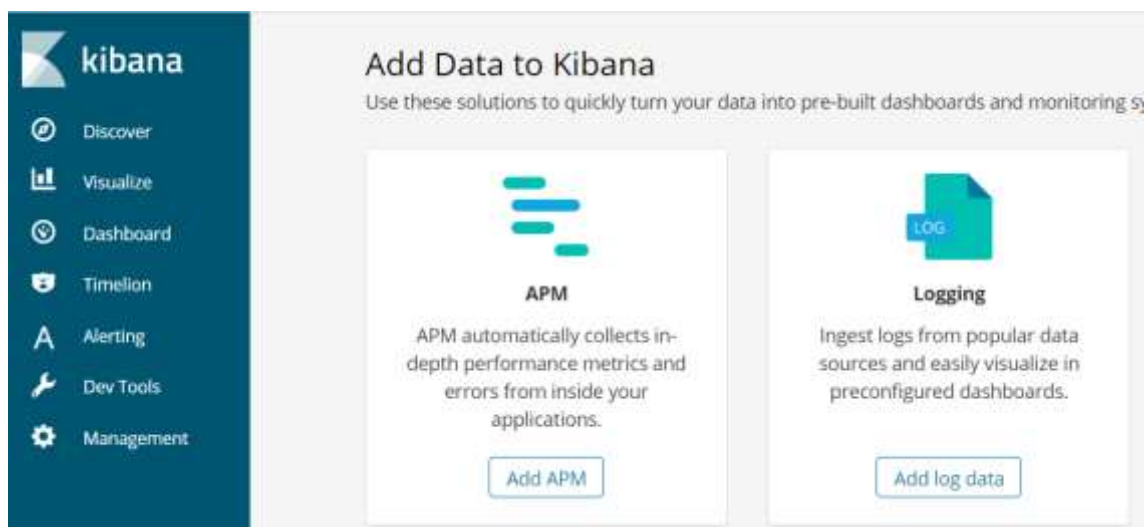 kibana
Discover
Visualize
Dashboard
Timelion
Alerting
Dev Tools
Management
Add Data to Kibana
Use these solutions to quickly turn your data into pre-built dashboards and monitoring sy
APM
APM automatically collects in-
depth performance metrics and
errors from inside your
applications.
Add APM
LOG
Logging
Ingest logs from popular data
sources and easily visualize in
preconfigured dashboards.
Add log data